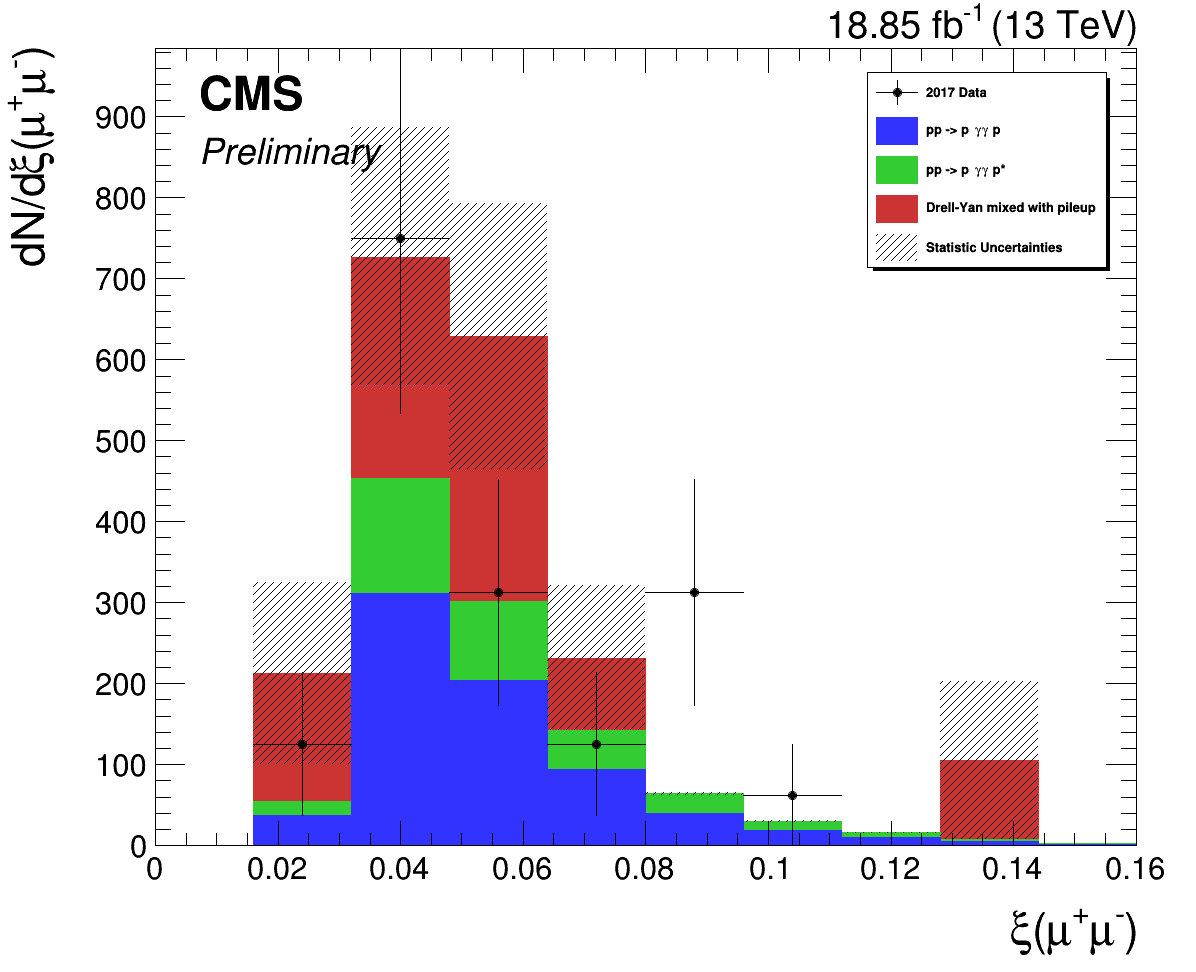 18.85 fb⁻¹ (13 TeV)
dN/dξ(μ⁺μ⁻)
CMS
Preliminary
2017 Data
pp -> p γγ p
pp -> p γγ p*
Drell-Yan mixed with pileup
Statistic Uncertainties
900
800
700
600
500
400
300
200
100
0
0 0.02 0.04 0.06 0.08 0.1 0.12 0.14 0.16
ξ(μ⁺μ⁻)